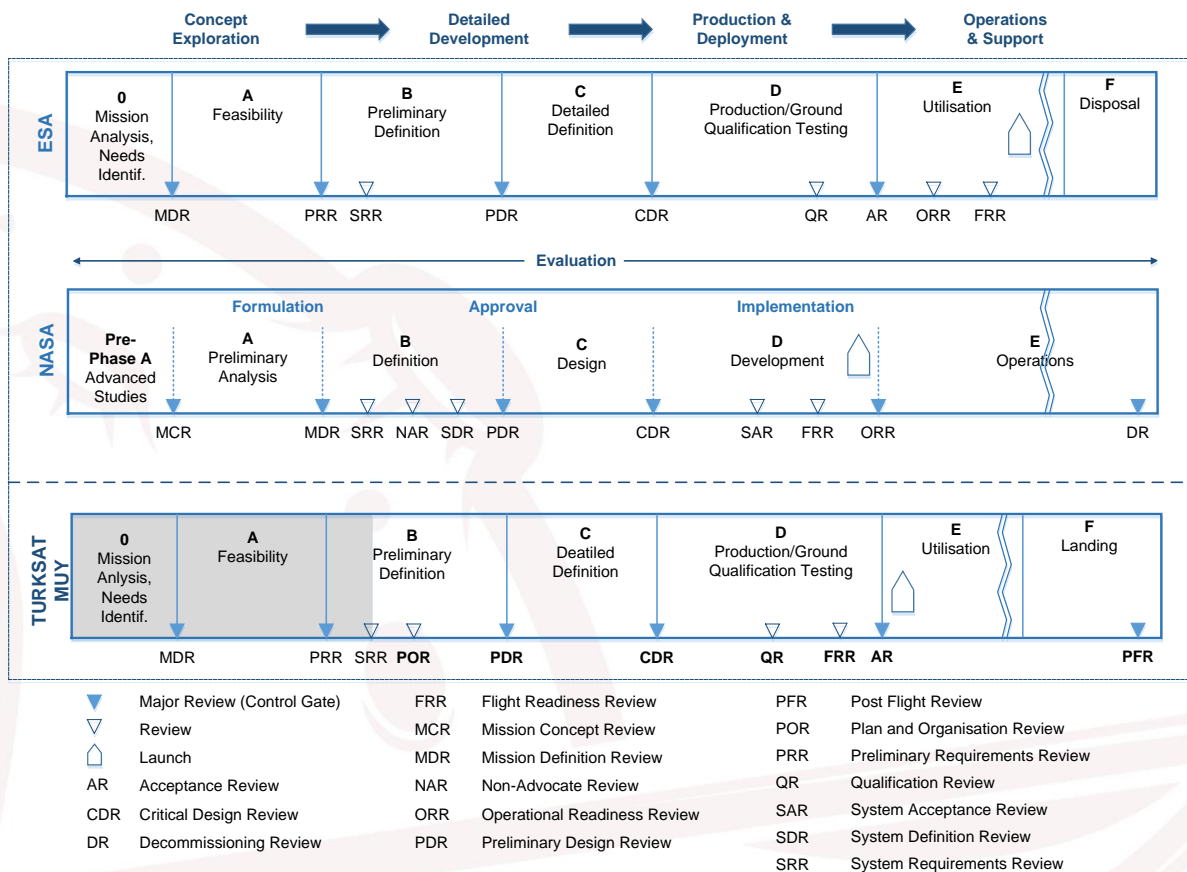 Concept
Exploration
Detailed
Development
Production &
Deployment
Operations
& Support
ESA
0
Mission
Analysis,
Needs
Identif.
A
Feasibility
B
Preliminary
Definition
C
Detailed
Definition
D
Production/Ground
Qualification Testing
E
Utilisation
F
Disposal
MDR
PRR
SRR
PDR
CDR
QR
AR
ORR
FRR
Evaluation
NASA
Formulation
Approval
Implementation
Pre-
Phase A
Advanced
Studies
A
Preliminary
Analysis
B
Definition
C
Design
D
Development
E
Operations
MCR
MDR
SRR
NAR
SDR
PDR
CDR
SAR
FRR
ORR
DR
TURKSAT
MUY
0
Mission
Anlysis,
Needs
Identif.
A
Feasibility
B
Preliminary
Definition
C
Deatiled
Definition
D
Production/Ground
Qualification Testing
E
Utilisation
F
Landing
MDR
PRR
SRR
POR
PDR
CDR
QR
FRR
AR
PFR
Major Review (Control Gate)
Review
Launch
AR Acceptance Review
CDR Critical Design Review
DR Decommissioning Review
FRR Flight Readiness Review
MCR Mission Concept Review
MDR Mission Definition Review
NAR Non-Advocate Review
ORR Operational Readiness Review
PDR Preliminary Design Review
PFR Post Flight Review
POR Plan and Organisation Review
PRR Preliminary Requirements Review
QR Qualification Review
SAR System Acceptance Review
SDR System Definition Review
SRR System Requirements Review